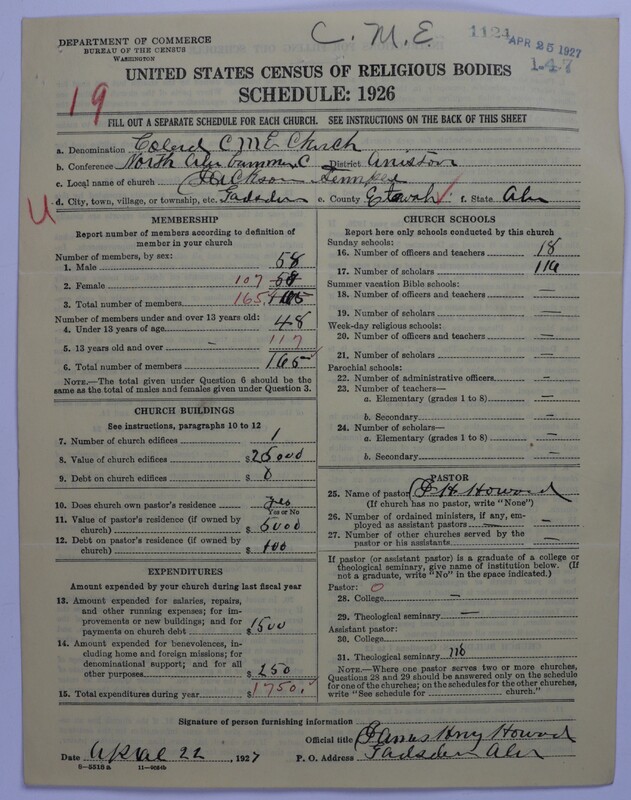 C. M. E.
1121
APR 25 1927
147
DEPARTMENT OF COMMERCE
BUREAU OF THE CENSUS
WASHINGTON
UNITED STATES CENSUS OF RELIGIOUS BODIES
SCHEDULE: 1926
19
FILL OUT A SEPARATE SCHEDULE FOR EACH CHURCH. SEE INSTRUCTIONS ON THE BACK OF THIS SHEET
a. Denomination Colerd C M E Church
b. Conference North Ala District Aniston
c. Local name of church Jackson
d. City, town, village, or township, etc. Gadsden e. County Etowah f. State Ala
U
MEMBERSHIP
Report number of members according to definition of member in your church
Number of members, by sex:
1. Male 58
2. Female 107
3. Total number of members 165
Number of members under and over 13 years old:
4. Under 13 years of age 48
5. 13 years old and over 117
6. Total number of members 165
NOTE.—The total given under Question 6 should be the same as the total of males and females given under Question 3.
CHURCH BUILDINGS
See instructions, paragraphs 10 to 12
7. Number of church edifices 1
8. Value of church edifices $25000
9. Debt on church edifices $0
10. Does church own pastor's residence yes
Yes or No
11. Value of pastor's residence (if owned by church) $5000
12. Debt on pastor's residence (if owned by church) $
EXPENDITURES
Amount expended by your church during last fiscal year
13. Amount expended for salaries, repairs, and other running expenses; for improvements or new buildings; and for payments on church debt $1500
14. Amount expended for benevolences, including home and foreign missions; for denominational support; and for all other purposes $250
15. Total expenditures during year $1750.
CHURCH SCHOOLS
Report here only schools conducted by this church
Sunday schools:
16. Number of officers and teachers 18
17. Number of scholars 116
Summer vacation Bible schools:
18. Number of officers and teachers —
19. Number of scholars —
Week-day religious schools:
20. Number of officers and teachers —
21. Number of scholars —
Parochial schools:
22. Number of administrative officers —
23. Number of teachers—
a. Elementary (grades 1 to 8) —
b. Secondary —
24. Number of scholars—
a. Elementary (grades 1 to 8) —
b. Secondary —
PASTOR
25. Name of pastor J H Howard
(If church has no pastor, write "None")
26. Number of ordained ministers, if any, employed as assistant pastors —
27. Number of other churches served by the pastor or his assistants —
If pastor (or assistant pastor) is a graduate of a college or theological seminary, give name of institution below. (If not a graduate, write "No" in the space indicated.)
Pastor: 0
28. College —
29. Theological seminary —
Assistant pastor:
30. College
31. Theological seminary
NOTE.—Where one pastor serves two or more churches, Questions 28 and 29 should be answered only on the schedule for one of the churches; on the schedules for the other churches, write "See schedule for church."
Signature of person furnishing information
Official title James Hnry Howard
Date Apral 22, 1927 P. O. Address Gadsden Ala
8—5518 a